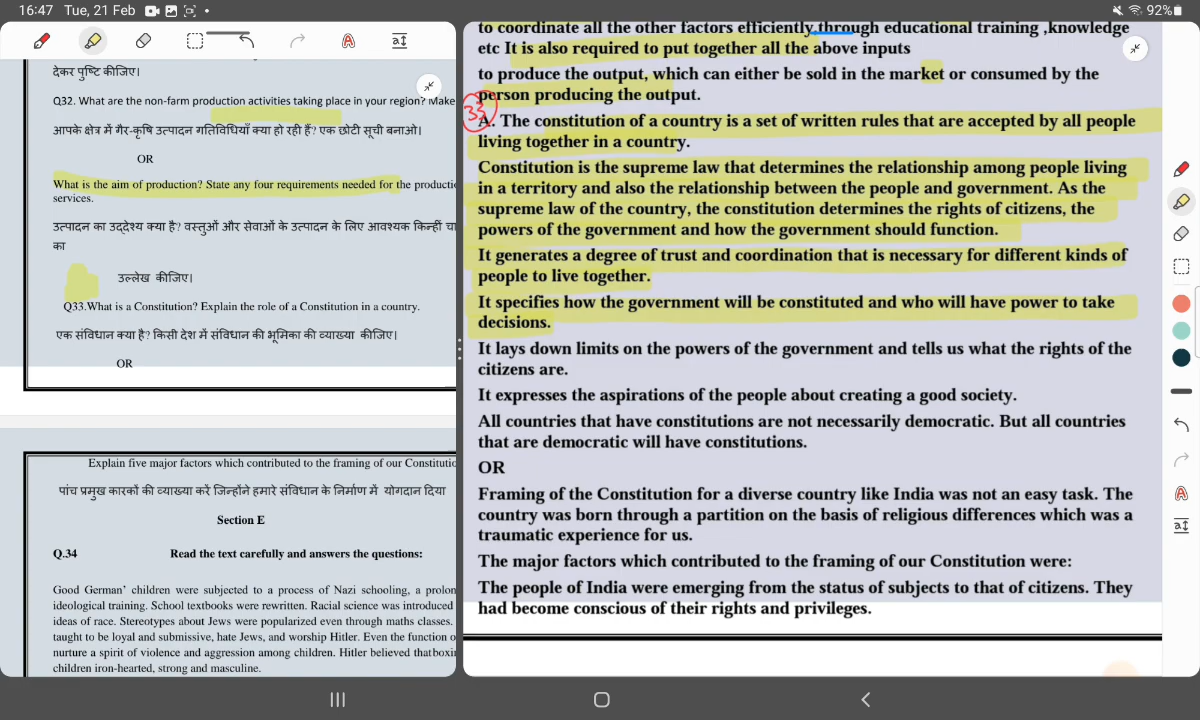 16:47 Tue, 21 Feb
92%
देकर पुष्टि कीजिए।
Q32. What are the non-farm production activities taking place in your region? Make
आपके क्षेत्र में गैर-कृषि उत्पादन गतिविधियाँ क्या हो रही हैं? एक छोटी सूची बनाओ।
OR
What is the aim of production? State any four requirements needed for the producti
services.
उत्पादन का उद्देश्य क्या है? वस्तुओं और सेवाओं के उत्पादन के लिए आवश्यक किन्हीं चा
का
उल्लेख कीजिए।
Q33.What is a Constitution? Explain the role of a Constitution in a country.
एक संविधान क्या है? किसी देश में संविधान की भूमिका की व्याख्या कीजिए।
OR
Explain five major factors which contributed to the framing of our Constitutio
पांच प्रमुख कारकों की व्याख्या करें जिन्होंने हमारे संविधान के निर्माण में योगदान दिया
Section E
Q.34 Read the text carefully and answers the questions:
Good German’ children were subjected to a process of Nazi schooling, a prolon
ideological training. School textbooks were rewritten. Racial science was introduced
ideas of race. Stereotypes about Jews were popularized even through maths classes.
taught to be loyal and submissive, hate Jews, and worship Hitler. Even the function o
nurture a spirit of violence and aggression among children. Hitler believed thatboxi
children iron-hearted, strong and masculine.
to coordinate all the other factors efficiently through educational training ,knowledge
etc It is also required to put together all the above inputs
to produce the output, which can either be sold in the market or consumed by the
person producing the output.
33
A. The constitution of a country is a set of written rules that are accepted by all people
living together in a country.
Constitution is the supreme law that determines the relationship among people living
in a territory and also the relationship between the people and government. As the
supreme law of the country, the constitution determines the rights of citizens, the
powers of the government and how the government should function.
It generates a degree of trust and coordination that is necessary for different kinds of
people to live together.
It specifies how the government will be constituted and who will have power to take
decisions.
It lays down limits on the powers of the government and tells us what the rights of the
citizens are.
It expresses the aspirations of the people about creating a good society.
All countries that have constitutions are not necessarily democratic. But all countries
that are democratic will have constitutions.
OR
Framing of the Constitution for a diverse country like India was not an easy task. The
country was born through a partition on the basis of religious differences which was a
traumatic experience for us.
The major factors which contributed to the framing of our Constitution were:
The people of India were emerging from the status of subjects to that of citizens. They
had become conscious of their rights and privileges.